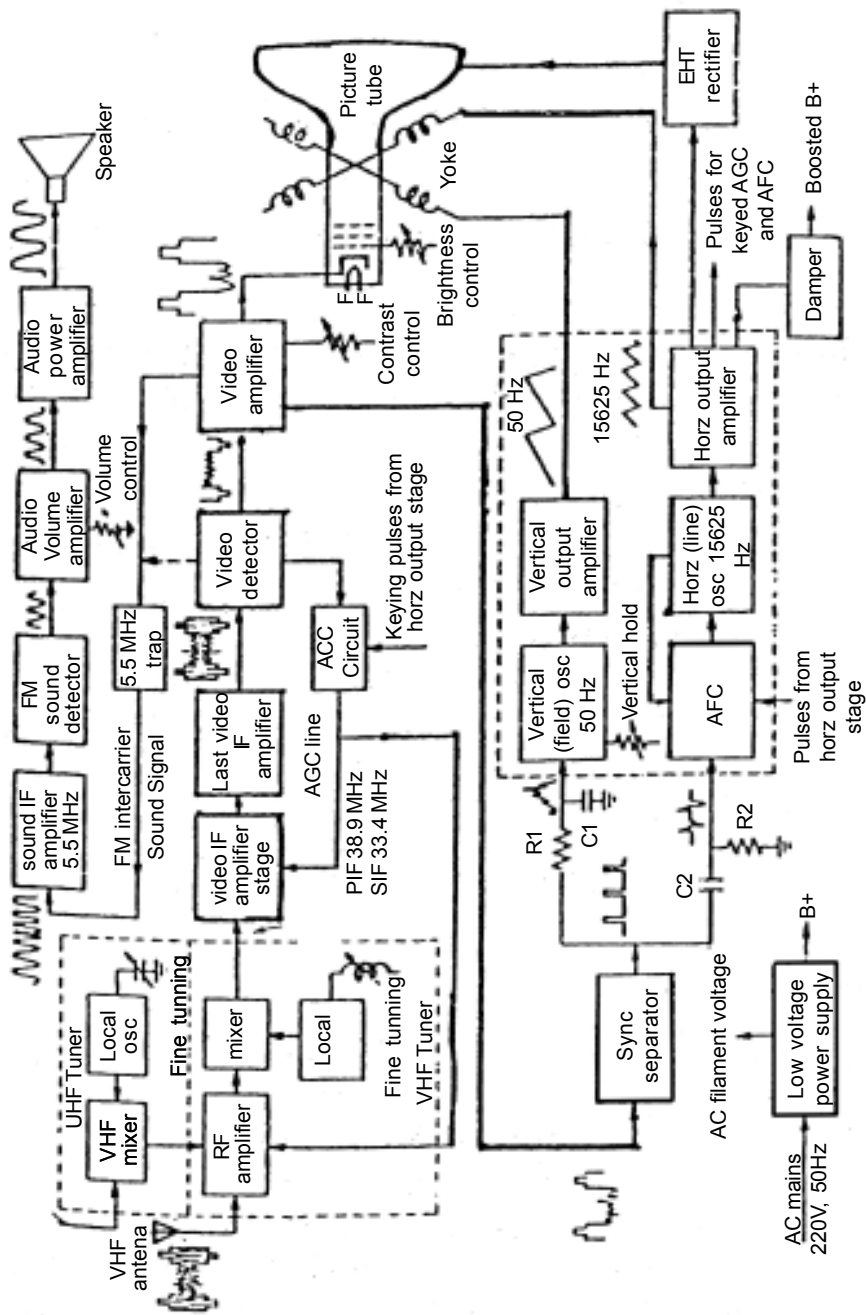 Speaker
Audio
power
amplifier
Audio
Volume
amplifier
Volume
control
FM
sound
detector
sound IF
amplifier
5.5 MHz
5.5 MHz
trap
FM intercarrier
Sound Signal
UHF Tuner
Local
osc
VHF
mixer
Fine tunning
VHF
antena
RF
amplifier
mixer
Local
Fine tunning
VHF Tuner
video IF
amplifier
stage
Last video
IF
amplifier
Video
detector
Video
amplifier
Contrast
control
AGC line
ACC
Circuit
Keying pulses from
horz output stage
PIF 38.9 MHz
SIF 33.4 MHz
F
F
Brightness
control
Picture
tube
Yoke
EHT
rectifier
Pulses for
keyed AGC
and AFC
Damper
Boosted B+
50 Hz
15625 Hz
Vertical
output
amplifier
Vertical
(field) osc
50 Hz
Vertical hold
Horz output
amplifier
Horz (line)
osc 15625
Hz
AFC
Pulses from
horz output
stage
R1
C1
C2
R2
Sync
separator
AC filament voltage
Low voltage
power supply
B+
AC mains
220V, 50Hz